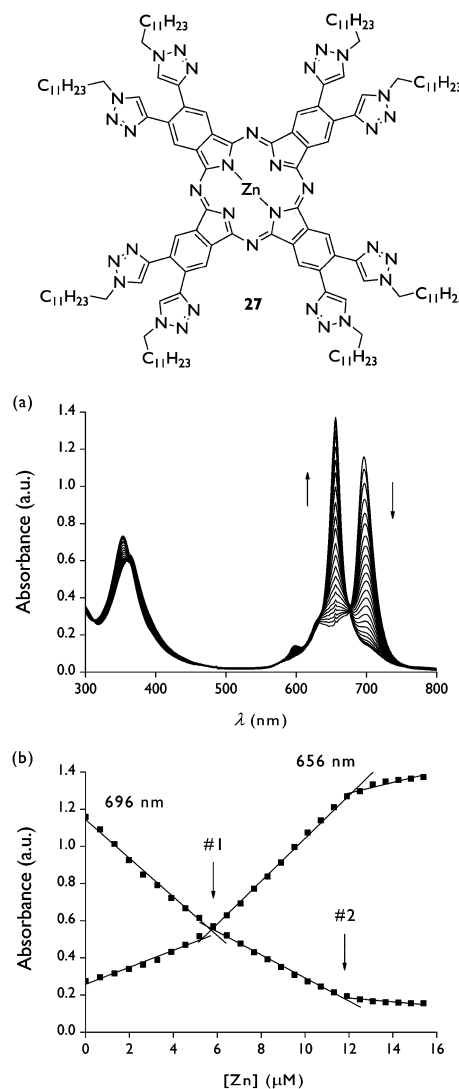 C₁₁H₂₃
C₁₁H₂₃
N N N
N N N
C₁₁H₂₃
C₁₁H₂₃
N N N
N N N
N
N N
Zn
N N
N N
N
N N N
N N N
C₁₁H₂₃
C₁₁H₂
N N N
N N N
27
C₁₁H₂₃
C₁₁H₂₃
(a)
1.4
1.2
1.0
0.8
0.6
0.4
0.2
0.0
Absorbance (a.u.)
300 400 500 600 700 800
λ (nm)
(b)
1.4
1.2
1.0
0.8
0.6
0.4
0.2
0.0
Absorbance (a.u.)
656 nm
696 nm
#1
#2
0 2 4 6 8 10 12 14 16
[Zn] (μM)